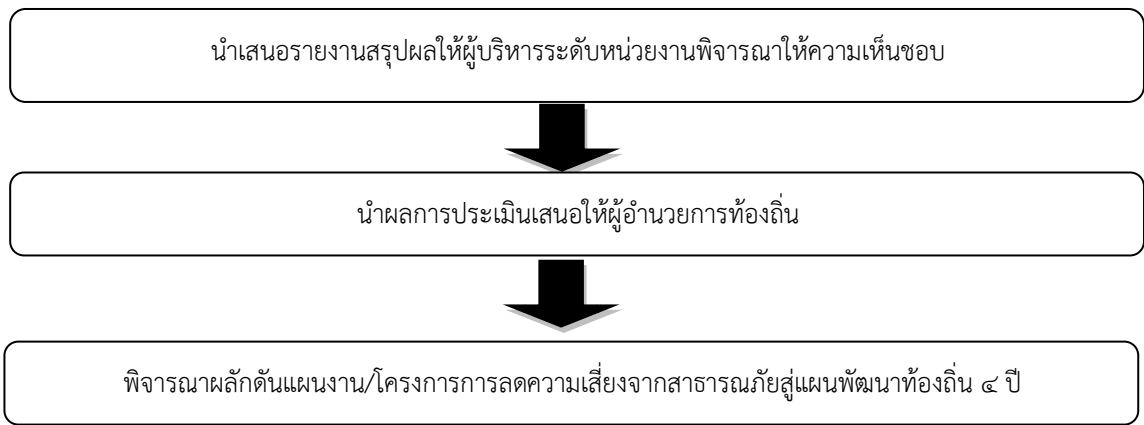 นำเสนอรายงานสรุปผลให้ผู้บริหารระดับหน่วยงานพิจารณาให้ความเห็นชอบ
นำผลการประเมินเสนอให้ผู้อำนวยการท้องถิ่น
พิจารณาผลักดันแผนงาน/โครงการการลดความเสี่ยงจากสาธารณภัยสู่แผนพัฒนาท้องถิ่น ๔ ปี